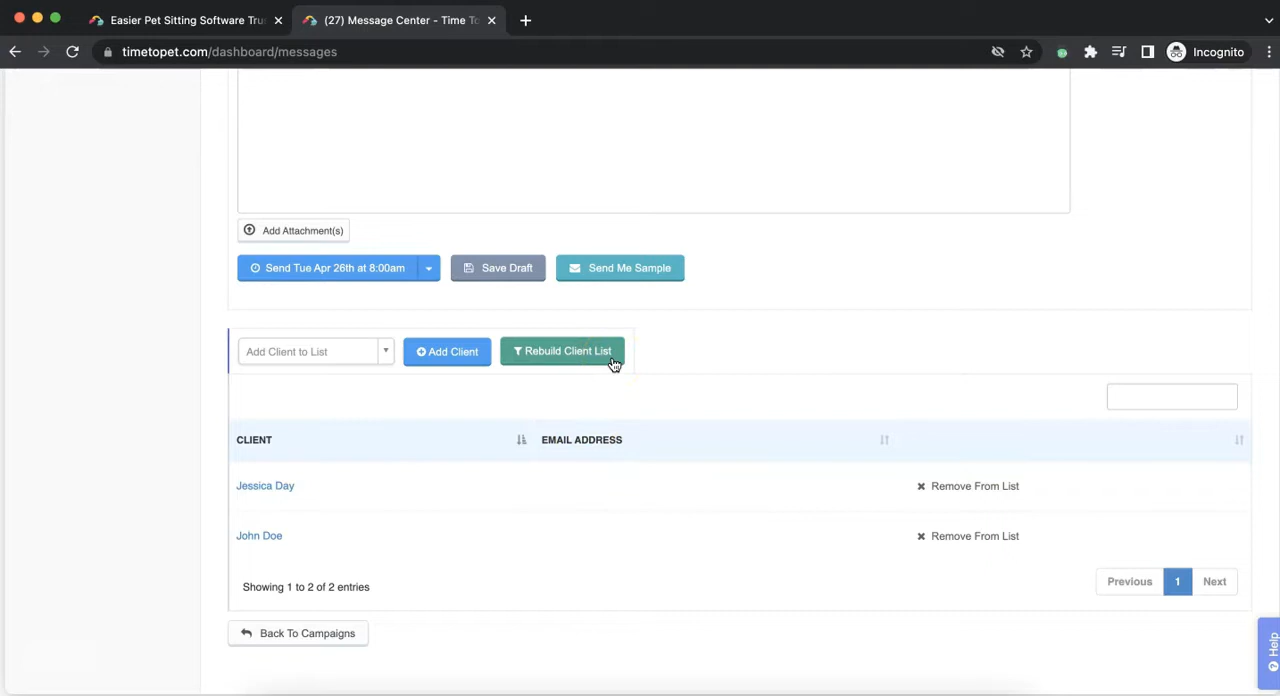 Easier Pet Sitting Software Tru
(27) Message Center - Time To
timetopet.com/dashboard/messages
Incognito
Add Attachment(s)
Send Tue Apr 26th at 8:00am
Save Draft
Send Me Sample
Add Client to List
Add Client
Rebuild Client List
CLIENT
EMAIL ADDRESS
Jessica Day
Remove From List
John Doe
Remove From List
Showing 1 to 2 of 2 entries
Previous
1
Next
Back To Campaigns
Help